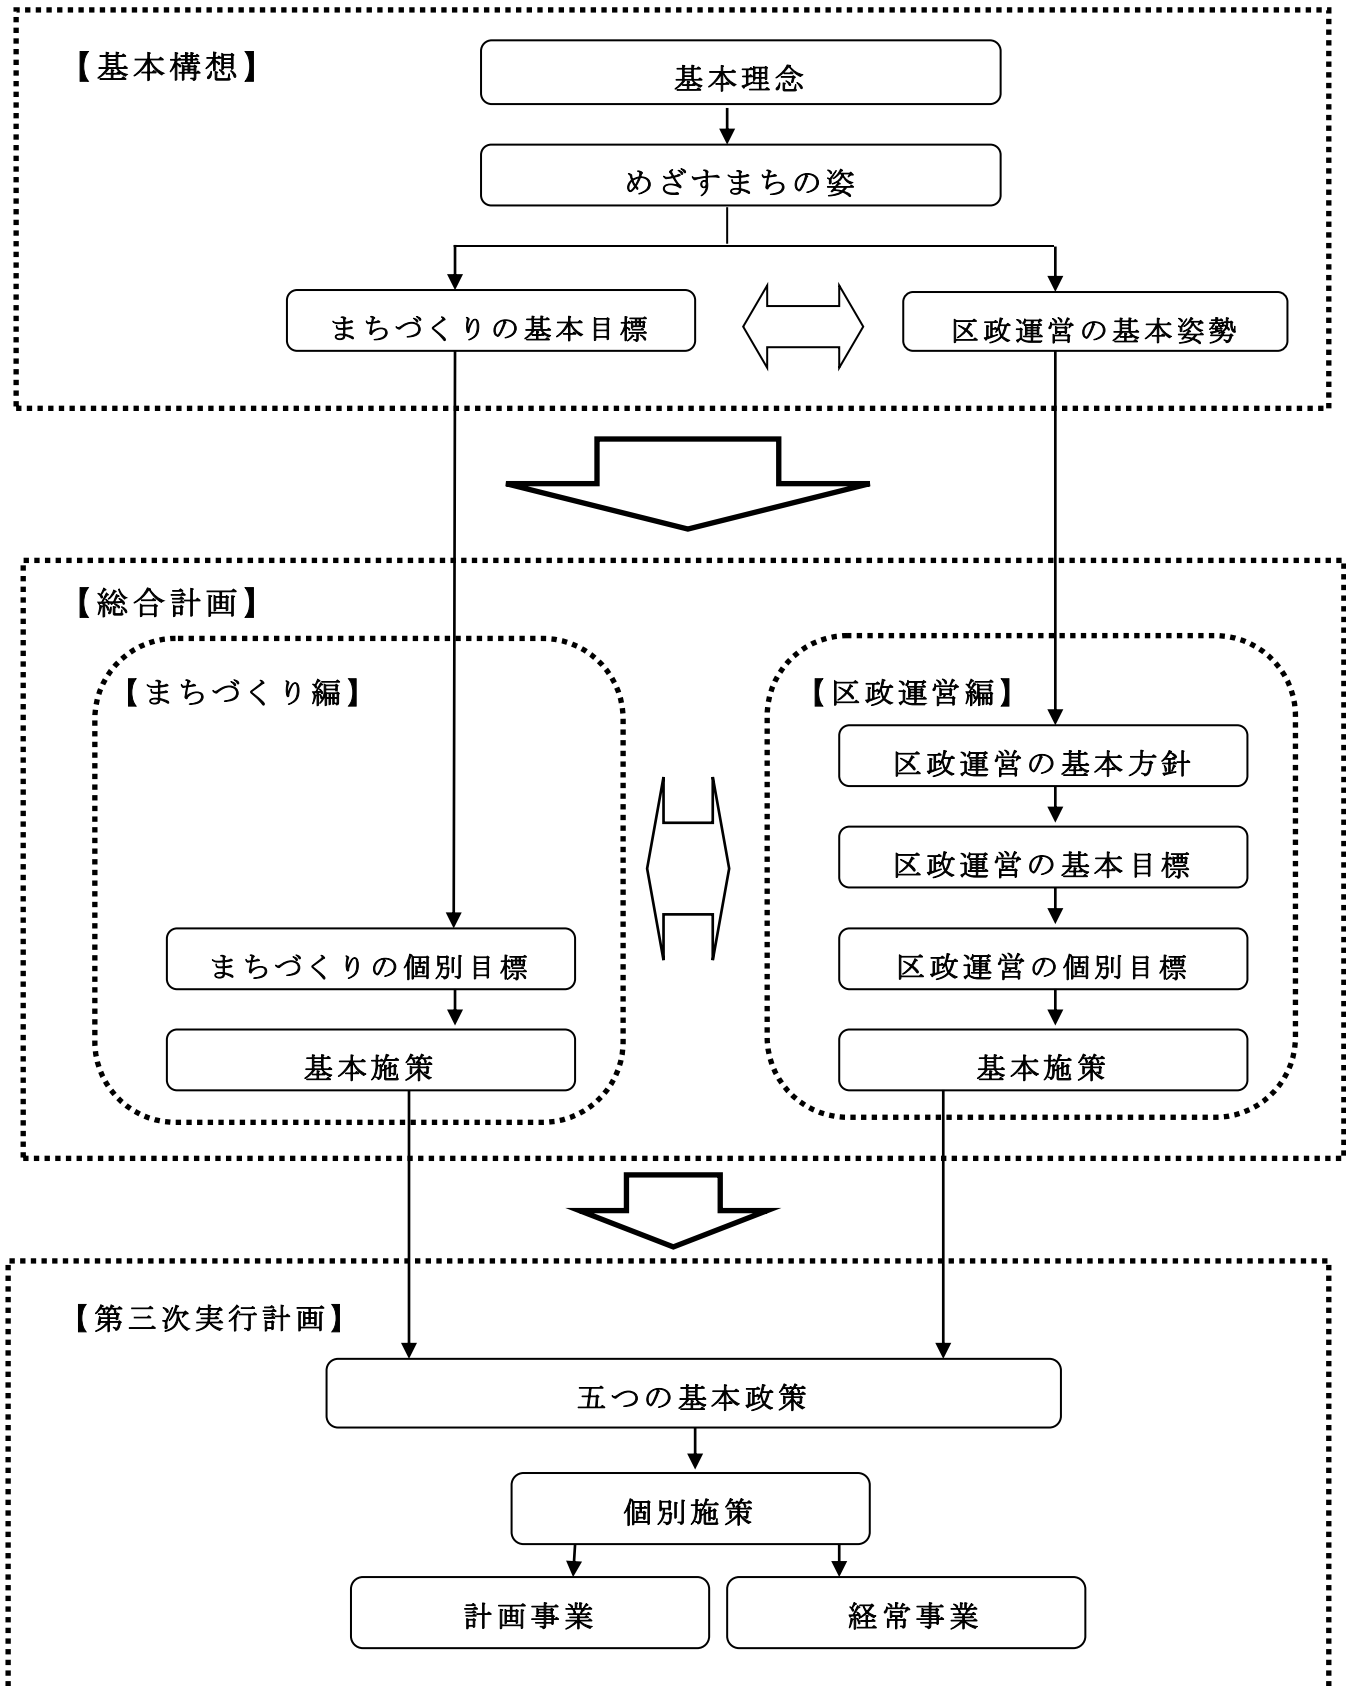 【基本構想】
基本理念
めざすまちの姿
まちづくりの基本目標
区政運営の基本姿勢
【総合計画】
【まちづくり編】
【区政運営編】
区政運営の基本方針
区政運営の基本目標
まちづくりの個別目標
区政運営の個別目標
基本施策
基本施策
【第三次実行計画】
五つの基本政策
個別施策
計画事業
経常事業